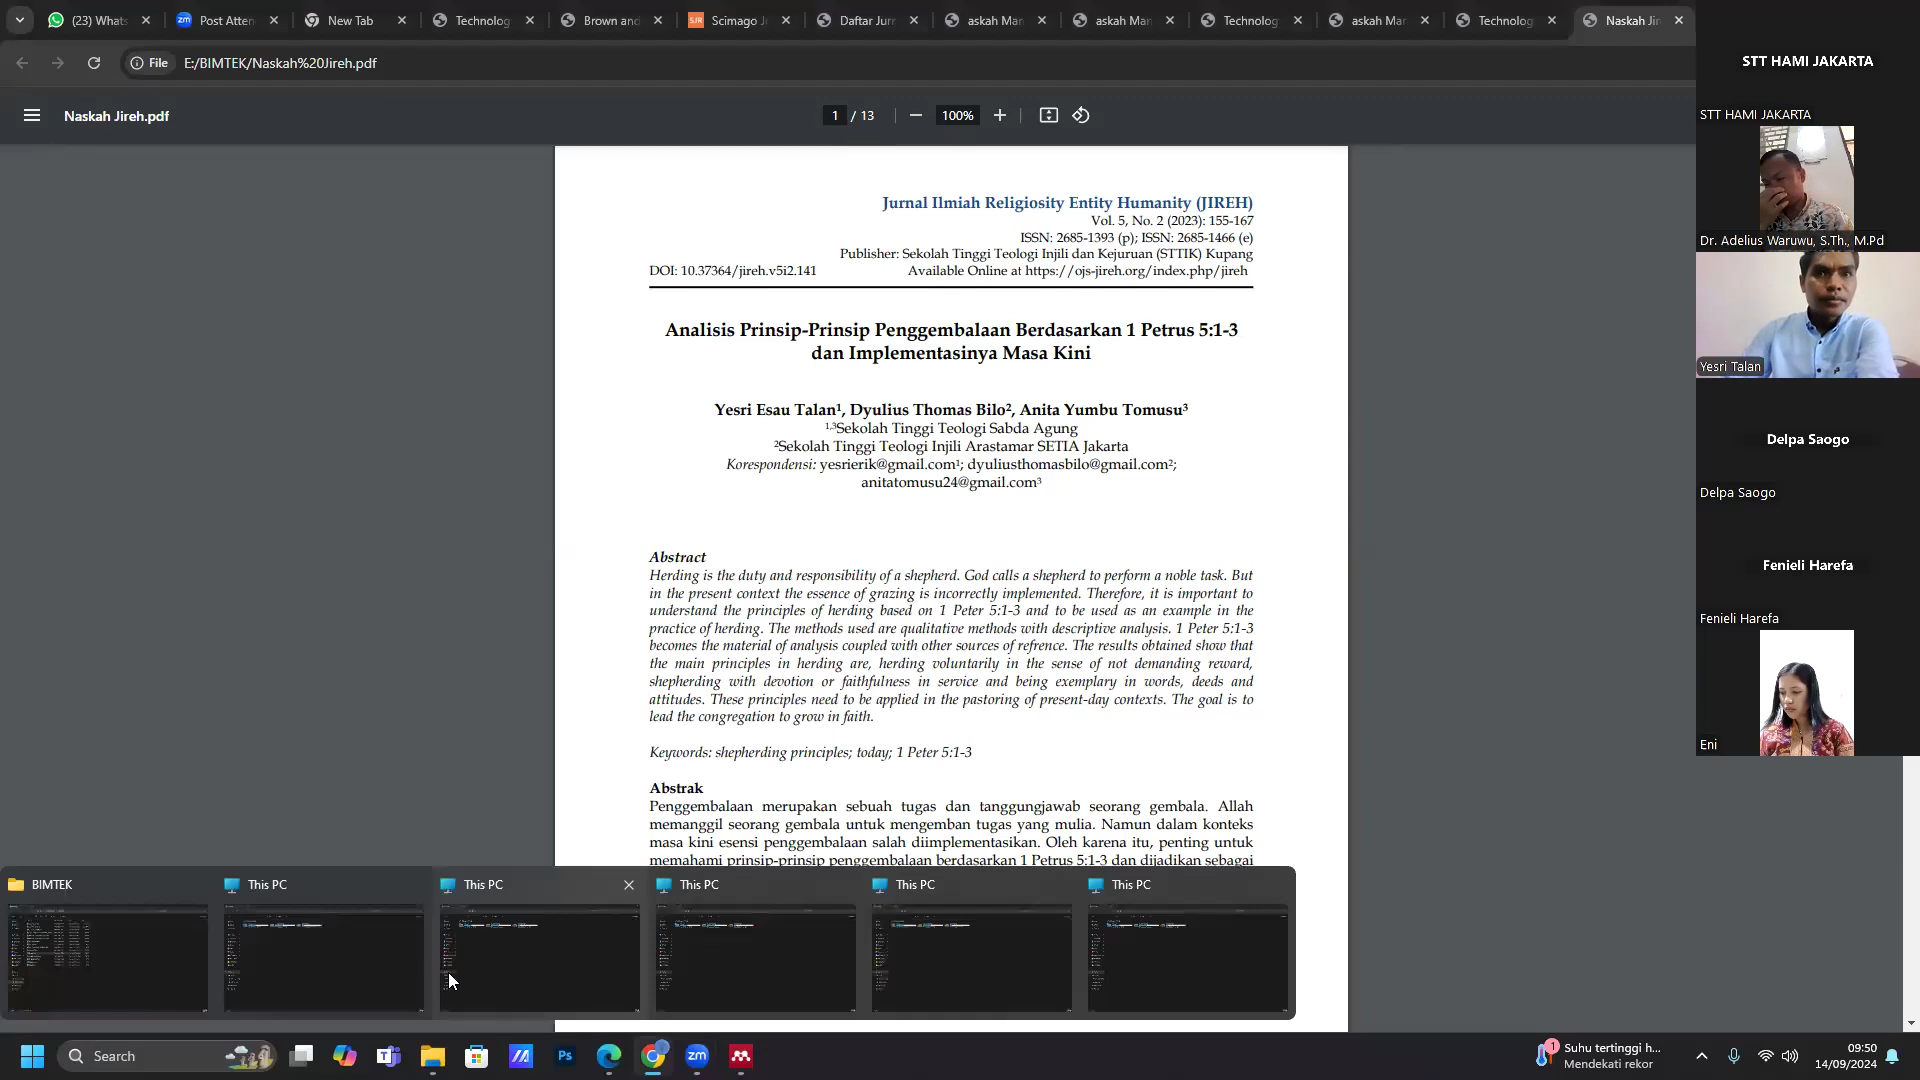 (23) Whats
Post Atten
New Tab
Technolog
Brown and
Scimago J
Daftar Jurn
askah Man
askah Man
Technolog
askah Man
Technolog
Naskah Jir
File
E:/BIMTEK/Naskah%20Jireh.pdf
Naskah Jireh.pdf
1 / 13
100%
Jurnal Ilmiah Religiosity Entity Humanity (JIREH)
Vol. 5, No. 2 (2023): 155-167
ISSN: 2685-1393 (p); ISSN: 2685-1466 (e)
Publisher: Sekolah Tinggi Teologi Injili dan Kejuruan (STTIK) Kupang
DOI: 10.37364/jireh.v5i2.141 Available Online at https://ojs-jireh.org/index.php/jireh
Analisis Prinsip-Prinsip Penggembalaan Berdasarkan 1 Petrus 5:1-3
dan Implementasinya Masa Kini
Yesri Esau Talan¹, Dyulius Thomas Bilo², Anita Yumbu Tomusu³
¹,³Sekolah Tinggi Teologi Sabda Agung
²Sekolah Tinggi Teologi Injili Arastamar SETIA Jakarta
Korespondensi: yesrierik@gmail.com¹; dyuliusthomasbilo@gmail.com²;
anitatomusu24@gmail.com³
Abstract
Herding is the duty and responsibility of a shepherd. God calls a shepherd to perform a noble task. But
in the present context the essence of grazing is incorrectly implemented. Therefore, it is important to
understand the principles of herding based on 1 Peter 5:1-3 and to be used as an example in the
practice of herding. The methods used are qualitative methods with descriptive analysis. 1 Peter 5:1-3
becomes the material of analysis coupled with other sources of refrence. The results obtained show that
the main principles in herding are, herding voluntarily in the sense of not demanding reward,
shepherding with devotion or faithfulness in service and being exemplary in words, deeds and
attitudes. These principles need to be applied in the pastoring of present-day contexts. The goal is to
lead the congregation to grow in faith.
Keywords: shepherding principles; today; 1 Peter 5:1-3
Abstrak
Penggembalaan merupakan sebuah tugas dan tanggungjawab seorang gembala. Allah
memanggil seorang gembala untuk mengemban tugas yang mulia. Namun dalam konteks
masa kini esensi penggembalaan salah diimplementasikan. Oleh karena itu, penting untuk
memahami prinsip-prinsip penggembalaan berdasarkan 1 Petrus 5:1-3 dan dijadikan sebagai
STT HAMI JAKARTA
STT HAMI JAKARTA
Dr. Adelius Waruwu, S.Th., M.Pd
Yesri Talan
Delpa Saogo
Delpa Saogo
Fenieli Harefa
Fenieli Harefa
Eni
BIMTEK
This PC
This PC
This PC
This PC
This PC
Search
Suhu tertinggi h...
Mendekati rekor
09:50
14/09/2024